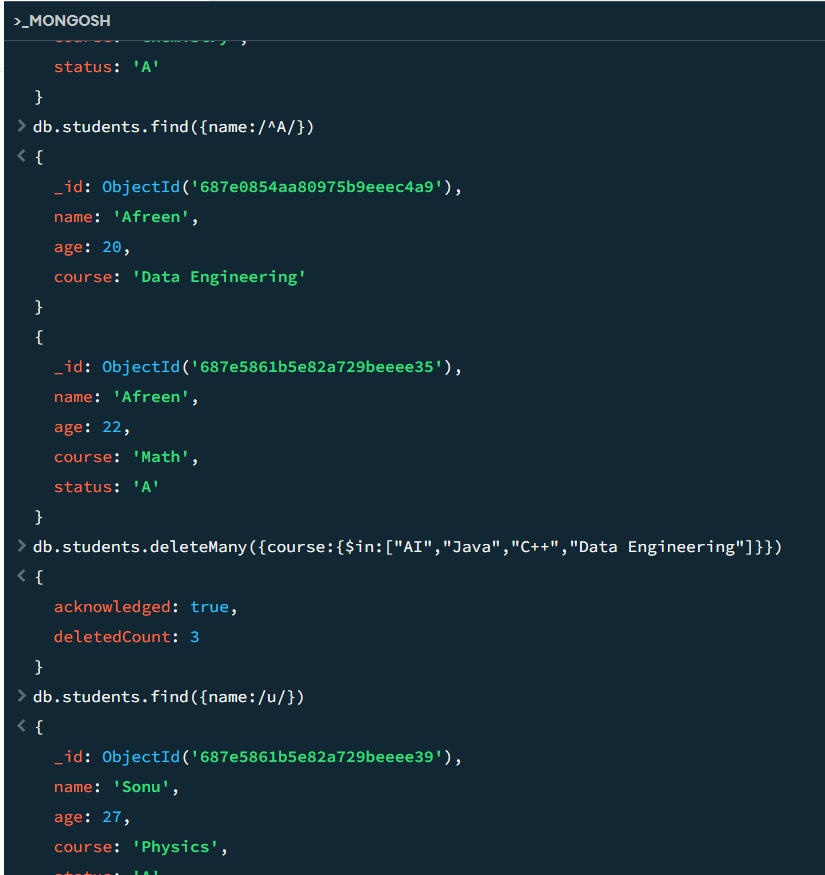 >_MONGOSH
status: 'A'
}
> db.students.find({name:/^A/})
< {
_id: ObjectId('687e0854aa80975b9eeec4a9'),
name: 'Afreen',
age: 20,
course: 'Data Engineering'
}
{
_id: ObjectId('687e5861b5e82a729beeee35'),
name: 'Afreen',
age: 22,
course: 'Math',
status: 'A'
}
> db.students.deleteMany({course:{$in:["AI","Java","C++","Data Engineering"]}})
< {
acknowledged: true,
deletedCount: 3
}
> db.students.find({name:/u/})
< {
_id: ObjectId('687e5861b5e82a729beeee39'),
name: 'Sonu',
age: 27,
course: 'Physics',